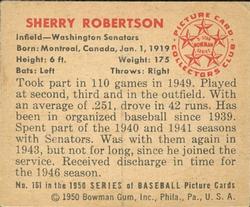 SHERRY ROBERTSON
Infield—Washington Senators
Born: Montreal, Canada, Jan. 1, 1919
Height: 6 ft. Weight: 175
Bats: Left Throws: Right
PICTURE CARD
COLLECTORS CLUB
BOWMAN
Took part in 110 games in 1949. Played
at second, third and in the outfield. With
an average of .251, drove in 42 runs. Has
been in organized baseball since 1939.
Spent part of the 1940 and 1941 seasons
with Senators. Was with them again in
1943, but not since, for he joined the
service. Received discharge in time for
the 1946 season.
No. 161 in the 1950 SERIES of BASEBALL Picture Cards
©1950 Bowman Gum, Inc., Phila., Pa., U. S. A.